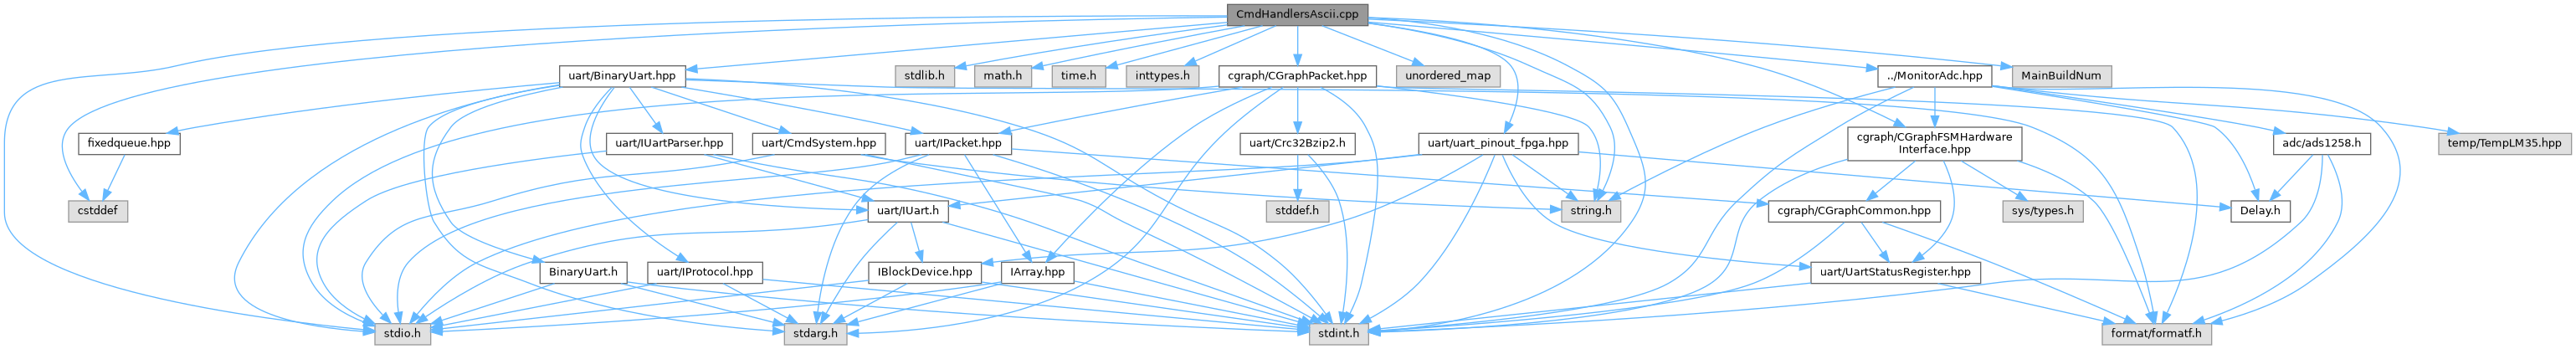 CmdHandlersAscii.cpp
uart/BinaryUart.hpp
stdlib.h
math.h
time.h
inttypes.h
cgraph/CGraphPacket.hpp
unordered_map
../MonitorAdc.hpp
MainBuildNum
fixedqueue.hpp
uart/IUartParser.hpp
uart/CmdSystem.hpp
uart/IPacket.hpp
uart/Crc32Bzip2.h
uart/uart_pinout_fpga.hpp
cgraph/CGraphFSMHardware
Interface.hpp
adc/ads1258.h
temp/TempLM35.hpp
cstddef
uart/IUart.h
stddef.h
string.h
cgraph/CGraphCommon.hpp
sys/types.h
Delay.h
BinaryUart.h
uart/IProtocol.hpp
IBlockDevice.hpp
IArray.hpp
uart/UartStatusRegister.hpp
stdio.h
stdarg.h
stdint.h
format/formatf.h